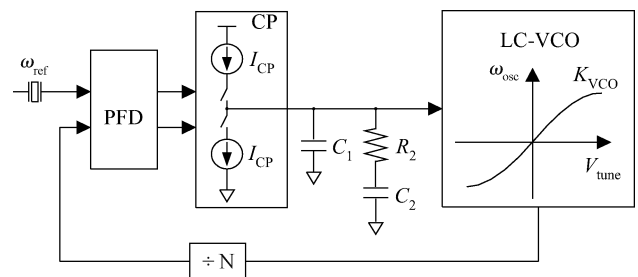 CP
LC-VCO
ω_ref
I_CP
ω_osc
K_VCO
PFD
I_CP
C_1
R_2
V_tune
C_2
÷ N